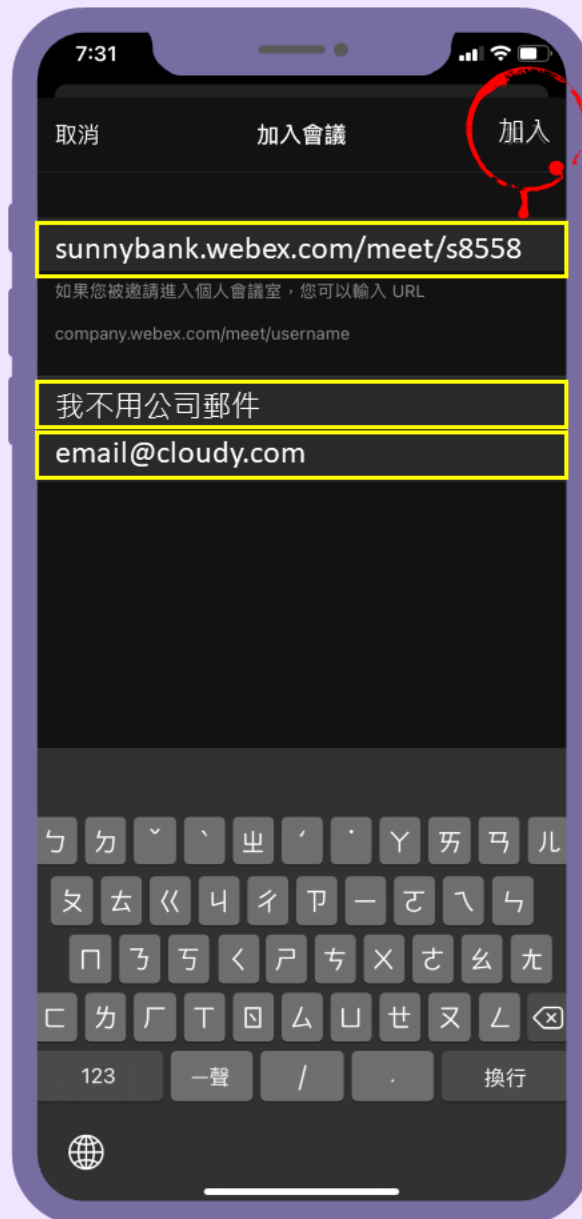 7:31
取消 加入會議 加入
sunnybank.webex.com/meet/s8558
如果您被邀請進入個人會議室，您可以輸入 URL
company.webex.com/meet/username
我不用公司郵件
email@cloudy.com
ㄅ ㄉ ˇ ˋ ㄓ ˊ ˙ ㄚ ㄞ ㄢ ㄦ
ㄆ ㄊ ㄍ ㄐ ㄔ ㄗ ㄧ ㄛ ㄟ ㄣ
ㄇ ㄋ ㄎ ㄑ ㄕ ㄘ ㄨ ㄜ ㄠ ㄤ
ㄈ ㄌ ㄏ ㄒ ㄖ ㄙ ㄩ ㄝ ㄡ ㄥ
123 一聲 / . 換行